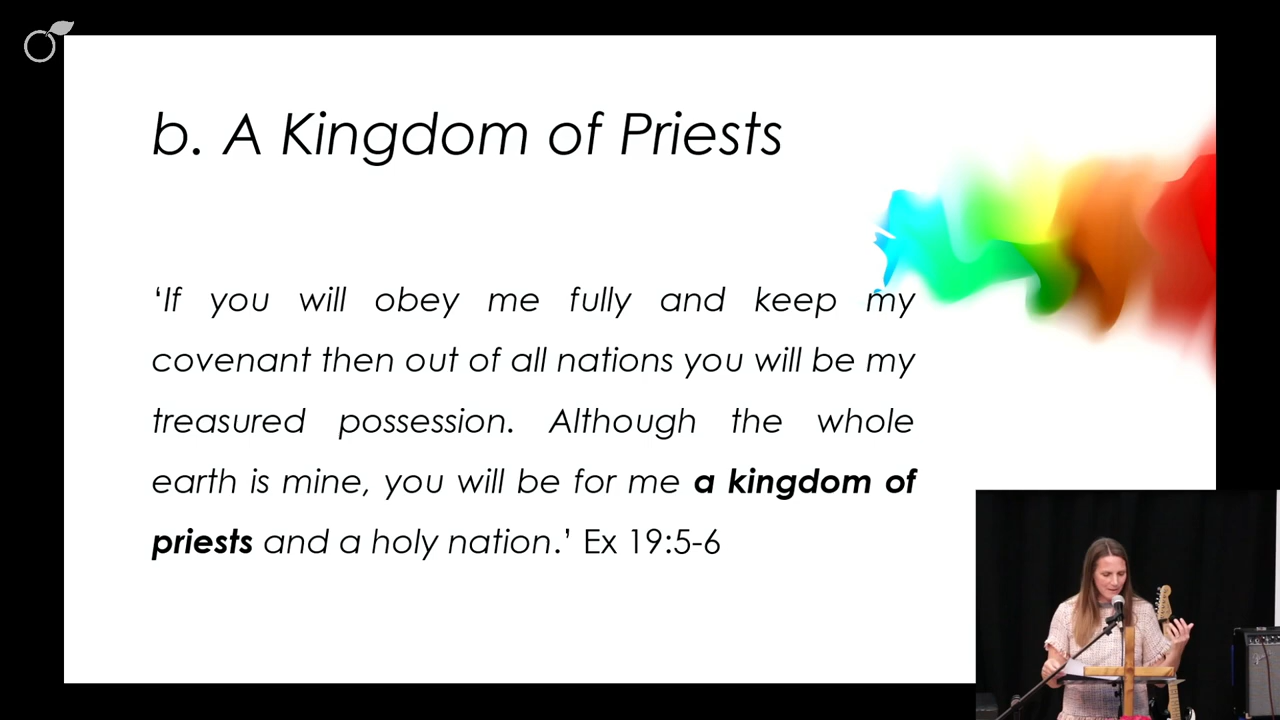 b. A Kingdom of Priests
‘If you will obey me fully and keep my
covenant then out of all nations you will be my
treasured possession. Although the whole
earth is mine, you will be for me a kingdom of
priests and a holy nation.’ Ex 19:5-6